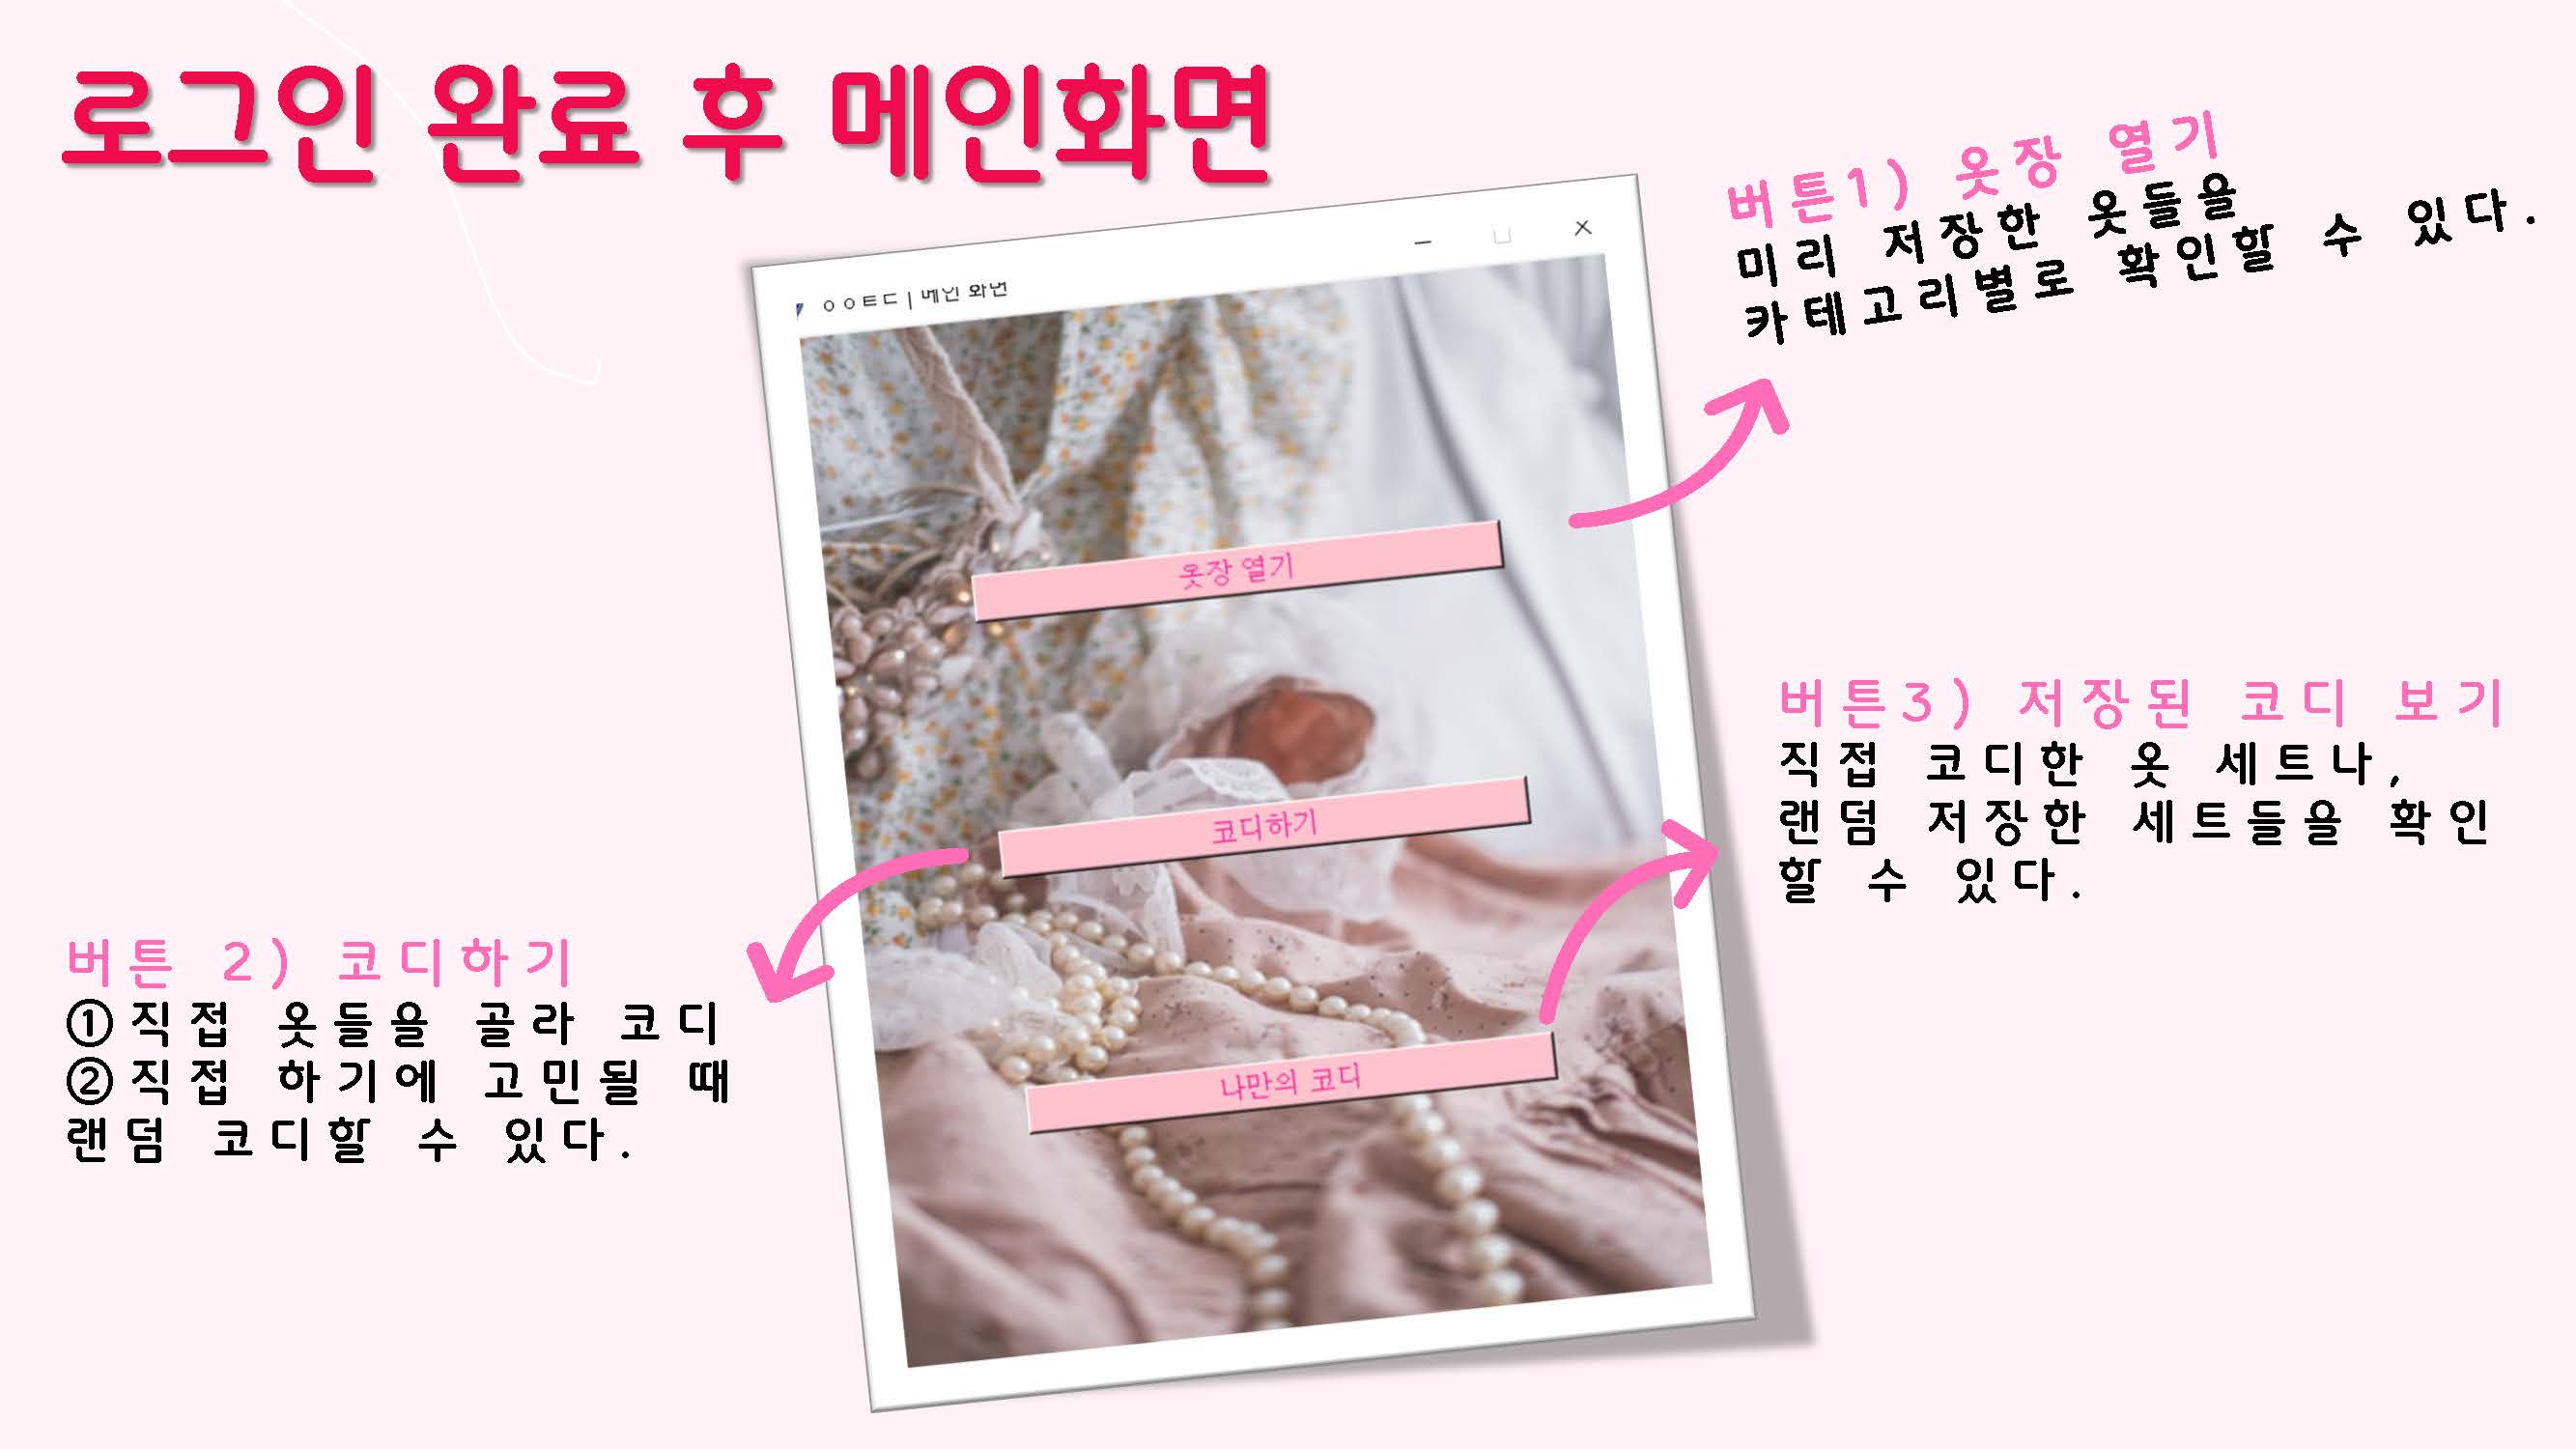 로그인 완료 후 메인화면
버튼1) 옷장 열기
미리 저장한 옷들을
카테고리별로 확인할 수 있다.
ㅇㅇㅌㄷ | 메인 화면
옷장 열기
코디하기
나만의 코디
버튼3) 저장된 코디 보기
직접 코디한 옷 세트나,
랜덤 저장한 세트들을 확인
할 수 있다.
버튼 2) 코디하기
①직접 옷들을 골라 코디
②직접 하기에 고민될 때
랜덤 코디할 수 있다.